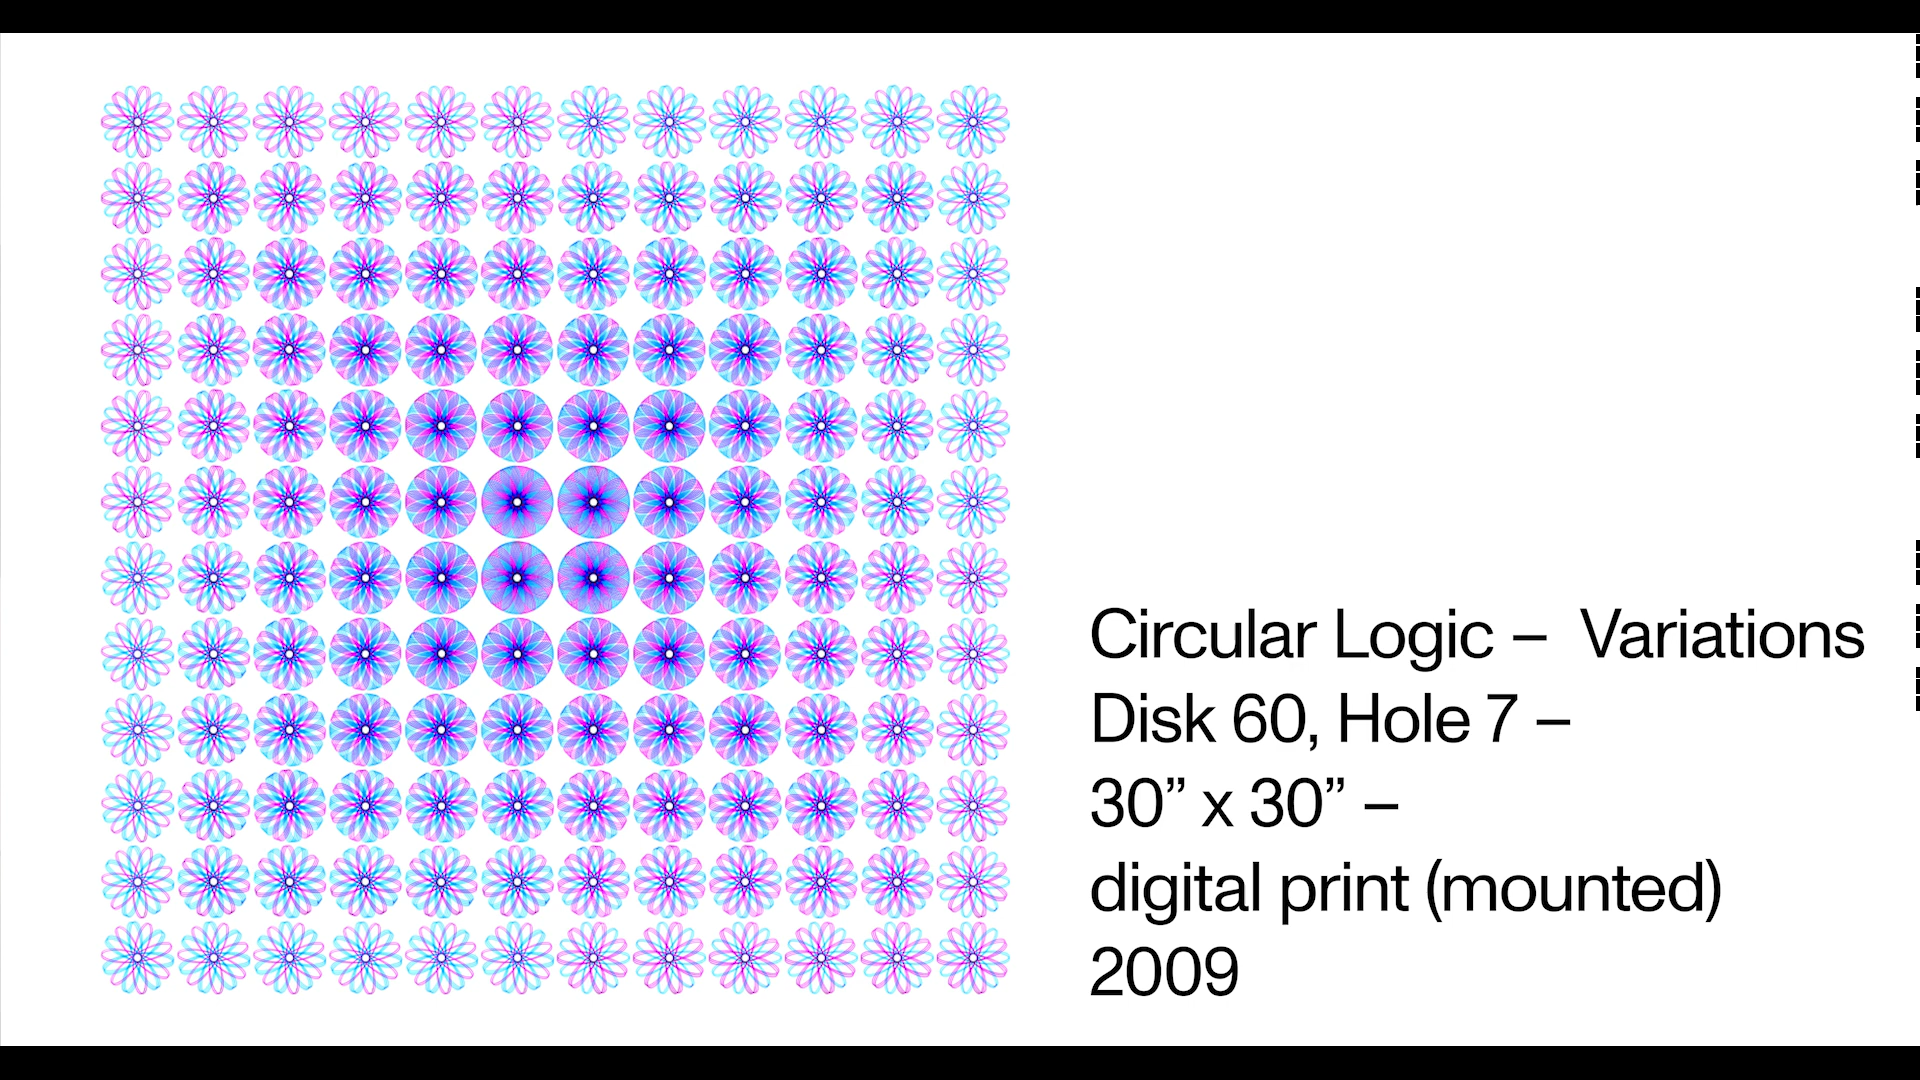 Circular Logic –  Variations
Disk 60, Hole 7 –
30” x 30” –
digital print (mounted)
2009